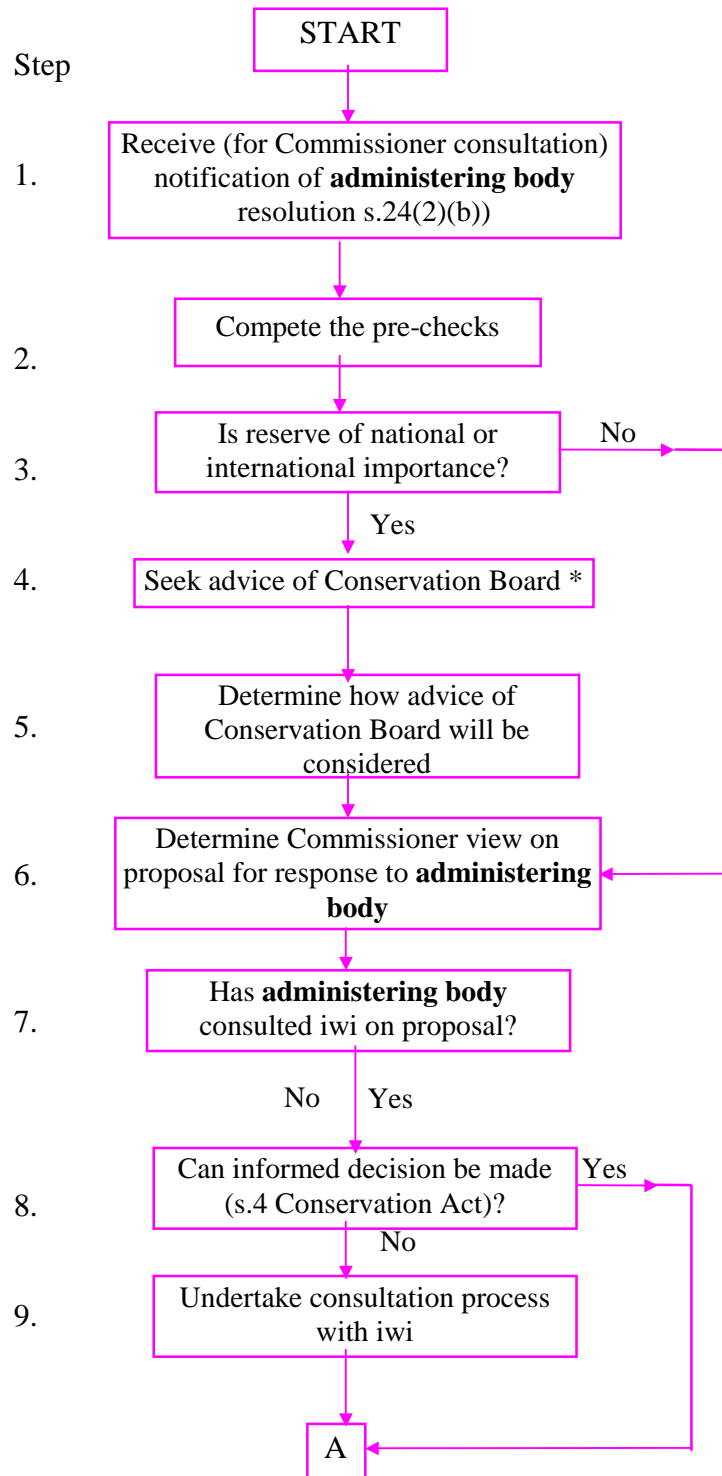 START
Step
1.
Receive (for Commissioner consultation)
notification of administering body
resolution s.24(2)(b))
Compete the pre-checks
2.
Is reserve of national or
international importance?
No
3.
Yes
4.
Seek advice of Conservation Board *
Determine how advice of
Conservation Board will be
considered
5.
Determine Commissioner view on
proposal for response to administering
body
6.
Has administering body
consulted iwi on proposal?
7.
No Yes
Can informed decision be made
(s.4 Conservation Act)?
Yes
8.
No
Undertake consultation process
with iwi
9.
A